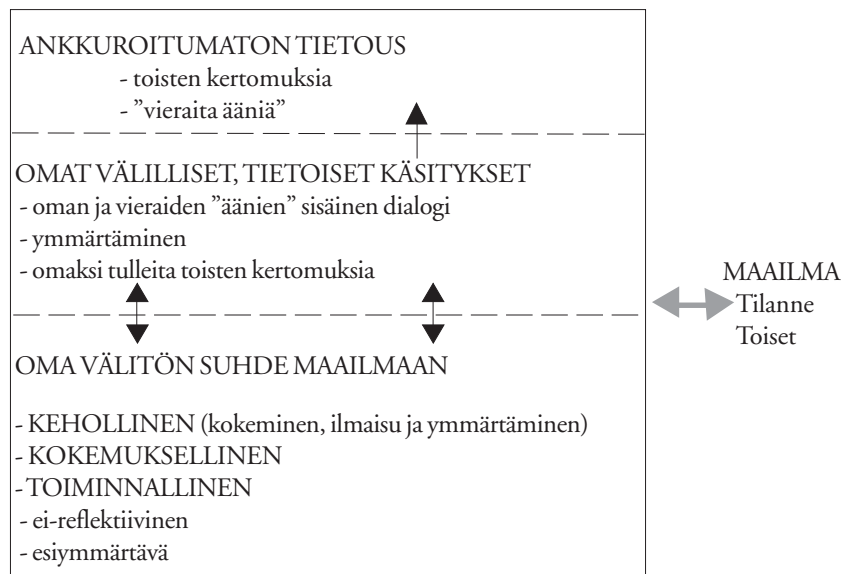 ANKKUROITUMATON TIETOUS
- toisten kertomuksia
- ”vieraita ääniä”
OMAT VÄLILLISET, TIETOISET KÄSITYKSET
- oman ja vieraiden ”äänien” sisäinen dialogi
- ymmärtäminen
- omaksi tulleita toisten kertomuksia
OMA VÄLITÖN SUHDE MAAILMAAN
- KEHOLLINEN (kokeminen, ilmaisu ja ymmärtäminen)
- KOKEMUKSELLINEN
- TOIMINNALLINEN
- ei-reflektiivinen
- esiymmärtävä
MAAILMA
Tilanne
Toiset